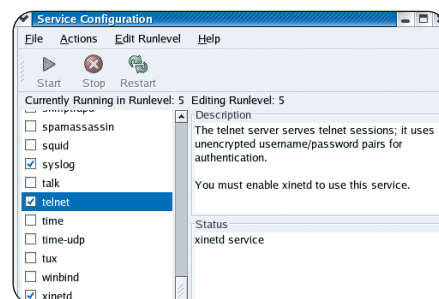 Service Configuration
File Actions Edit Runlevel Help
Start Stop Restart
Currently Running in Runlevel: 5 Editing Runlevel: 5
spamassassin
squid
syslog
talk
telnet
time
time-udp
tux
winbind
xinetd
Description
The telnet server serves telnet sessions; it uses
unencrypted username/password pairs for
authentication.
You must enable xinetd to use this service.
Status
xinetd service